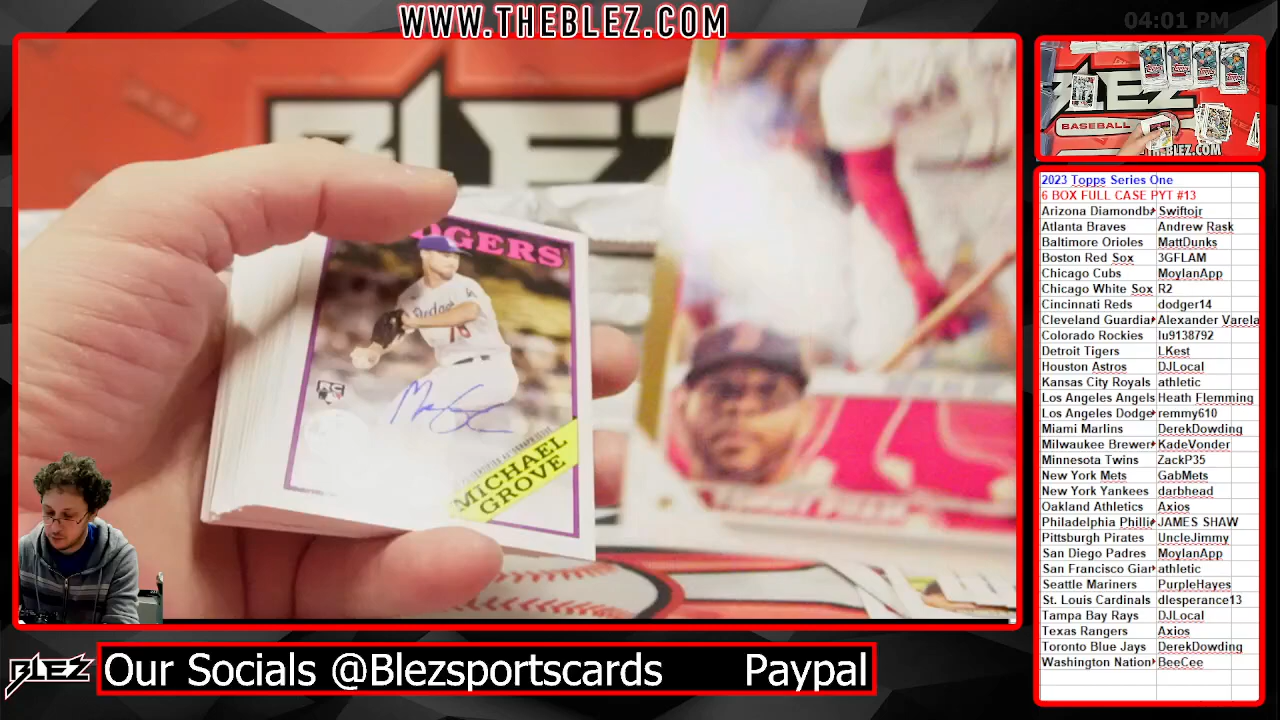 WWW.THEBLEZ.COM
04:01 PM
BLEZ
DODGERS
RC
MICHAEL
GROVE
BLEZ
BASEBALL
THEBLEZ.COM
2023 Topps Series One
6 BOX FULL CASE PYT #13
Arizona Diamondb Swiftojr
Atlanta Braves Andrew Rask
Baltimore Orioles MattDunks
Boston Red Sox 3GFLAM
Chicago Cubs MoylanApp
Chicago White Sox R2
Cincinnati Reds dodger14
Cleveland Guardia Alexander Varela
Colorado Rockies lu9138792
Detroit Tigers LKest
Houston Astros DJLocal
Kansas City Royals athletic
Los Angeles Angels Heath Flemming
Los Angeles Dodge remmy610
Miami Marlins DerekDowding
Milwaukee Brewer KadeVonder
Minnesota Twins ZackP35
New York Mets GabMets
New York Yankees darbhead
Oakland Athletics Axios
Philadelphia Philli JAMES SHAW
Pittsburgh Pirates UncleJimmy
San Diego Padres MoylanApp
San Francisco Gian athletic
Seattle Mariners PurpleHayes
St. Louis Cardinals dlesperance13
Tampa Bay Rays DJLocal
Texas Rangers Axios
Toronto Blue Jays DerekDowding
Washington Nation BeeCee
BLEZ Our Socials @Blezsportscards Paypal